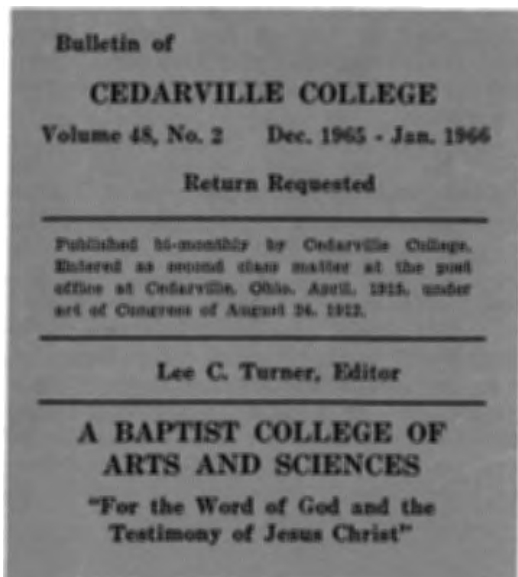 Bulletin of
CEDARVILLE COLLEGE
Volume 48, No. 2 Dec. 1965 - Jan. 1966
Return Requested
Published bi-monthly by Cedarville College.
Entered as second class matter at the post
office at Cedarville, Ohio, April, 1915, under
act of Congress of August 24, 1912.
Lee C. Turner, Editor
A BAPTIST COLLEGE OF
ARTS AND SCIENCES
"For the Word of God and the
Testimony of Jesus Christ"